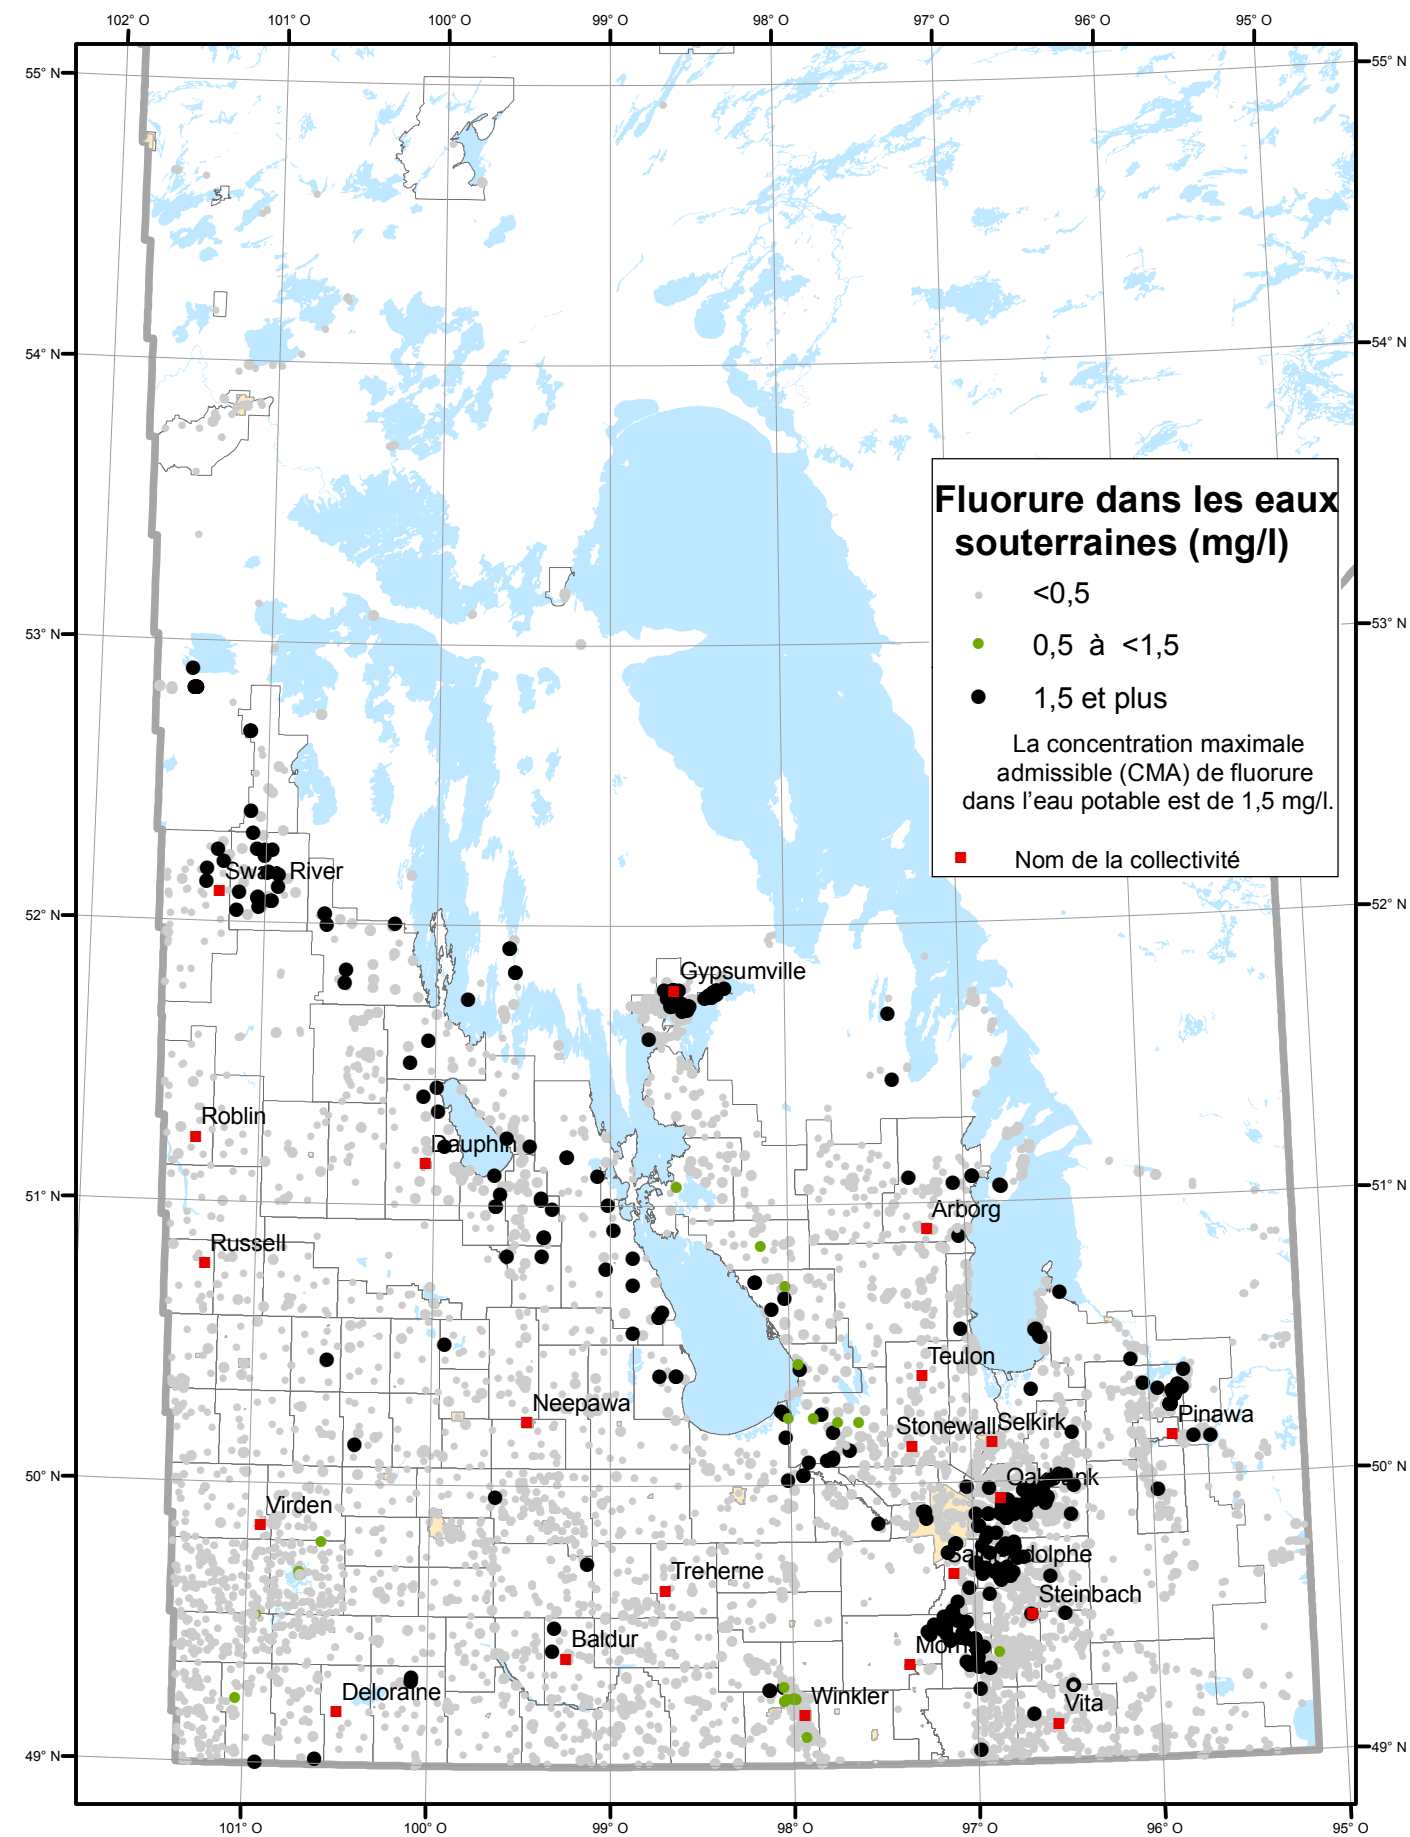 102° O 101° O 100° O 99° O 98° O 97° O 96° O 95° O
55° N 55° N
54° N 54° N
Fluorure dans les eaux
souterraines (mg/l)
<0,5
0,5 à <1,5
1,5 et plus
La concentration maximale
admissible (CMA) de fluorure
dans l'eau potable est de 1,5 mg/l.
Nom de la collectivité
53° N 53° N
Swan River
52° N 52° N
Gypsumville
Roblin
Dauphin
51° N 51° N
Arborg
Russell
Teulon
Neepawa
Stonewall Selkirk Pinawa
50° N 50° N
Oakbank
Virden
Treherne
Steinbach
Baldur
Deloraine
Winkler
Vita
49° N 49° N
101° O 100° O 99° O 98° O 97° O 96° O 95° O